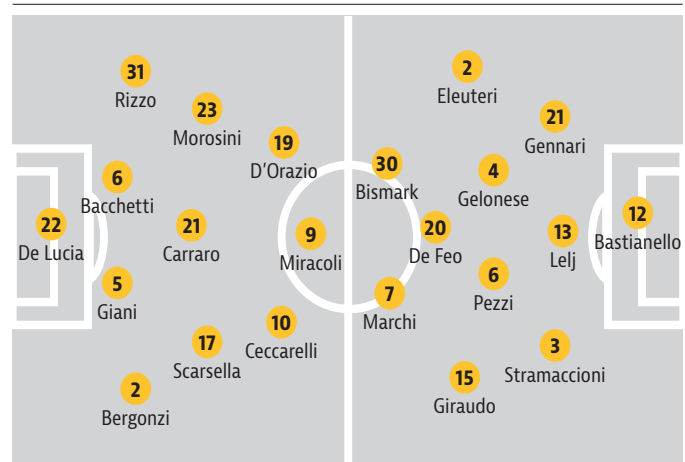 31
Rizzo
23
Morosini
19
D'Orazio
6
Bacchetti
22
De Lucia
21
Carraro
9
Miracoli
5
Giani
10
Ceccarelli
17
Scarsella
2
Bergonzi
2
Eleuteri
21
Gennari
30
Bismark
4
Gelonese
12
Bastianello
20
De Feo
13
Lelj
6
Pezzi
7
Marchi
3
Stramaccioni
15
Giraudo